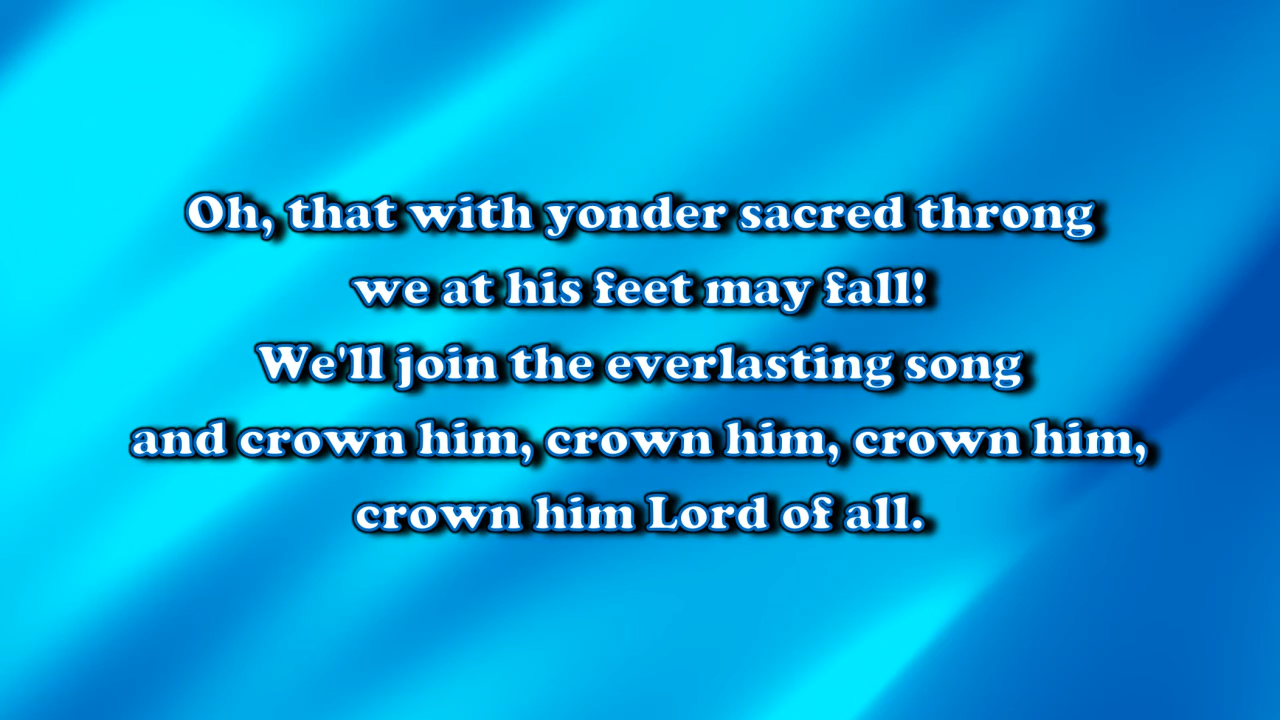 Oh, that with yonder sacred throng
we at his feet may fall!
We'll join the everlasting song
and crown him, crown him, crown him,
crown him Lord of all.